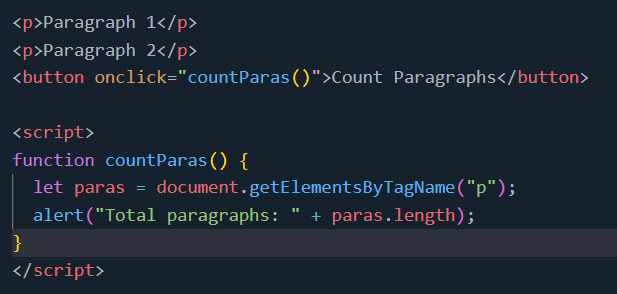 <p>Paragraph 1</p>
<p>Paragraph 2</p>
<button onclick="countParas()">Count Paragraphs</button>

<script>
function countParas() {
  let paras = document.getElementsByTagName("p");
  alert("Total paragraphs: " + paras.length);
}
</script>